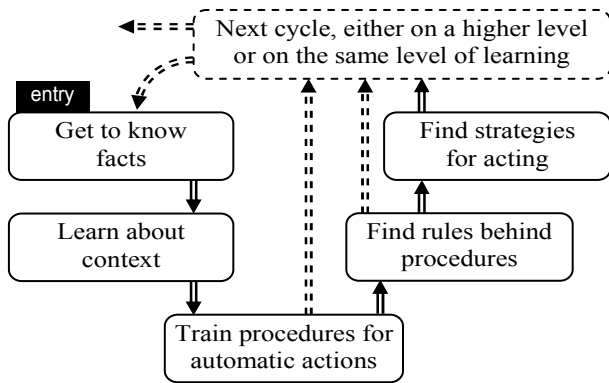 Next cycle, either on a higher level
or on the same level of learning
entry
Get to know
facts
Find strategies
for acting
Learn about
context
Find rules behind
procedures
Train procedures for
automatic actions